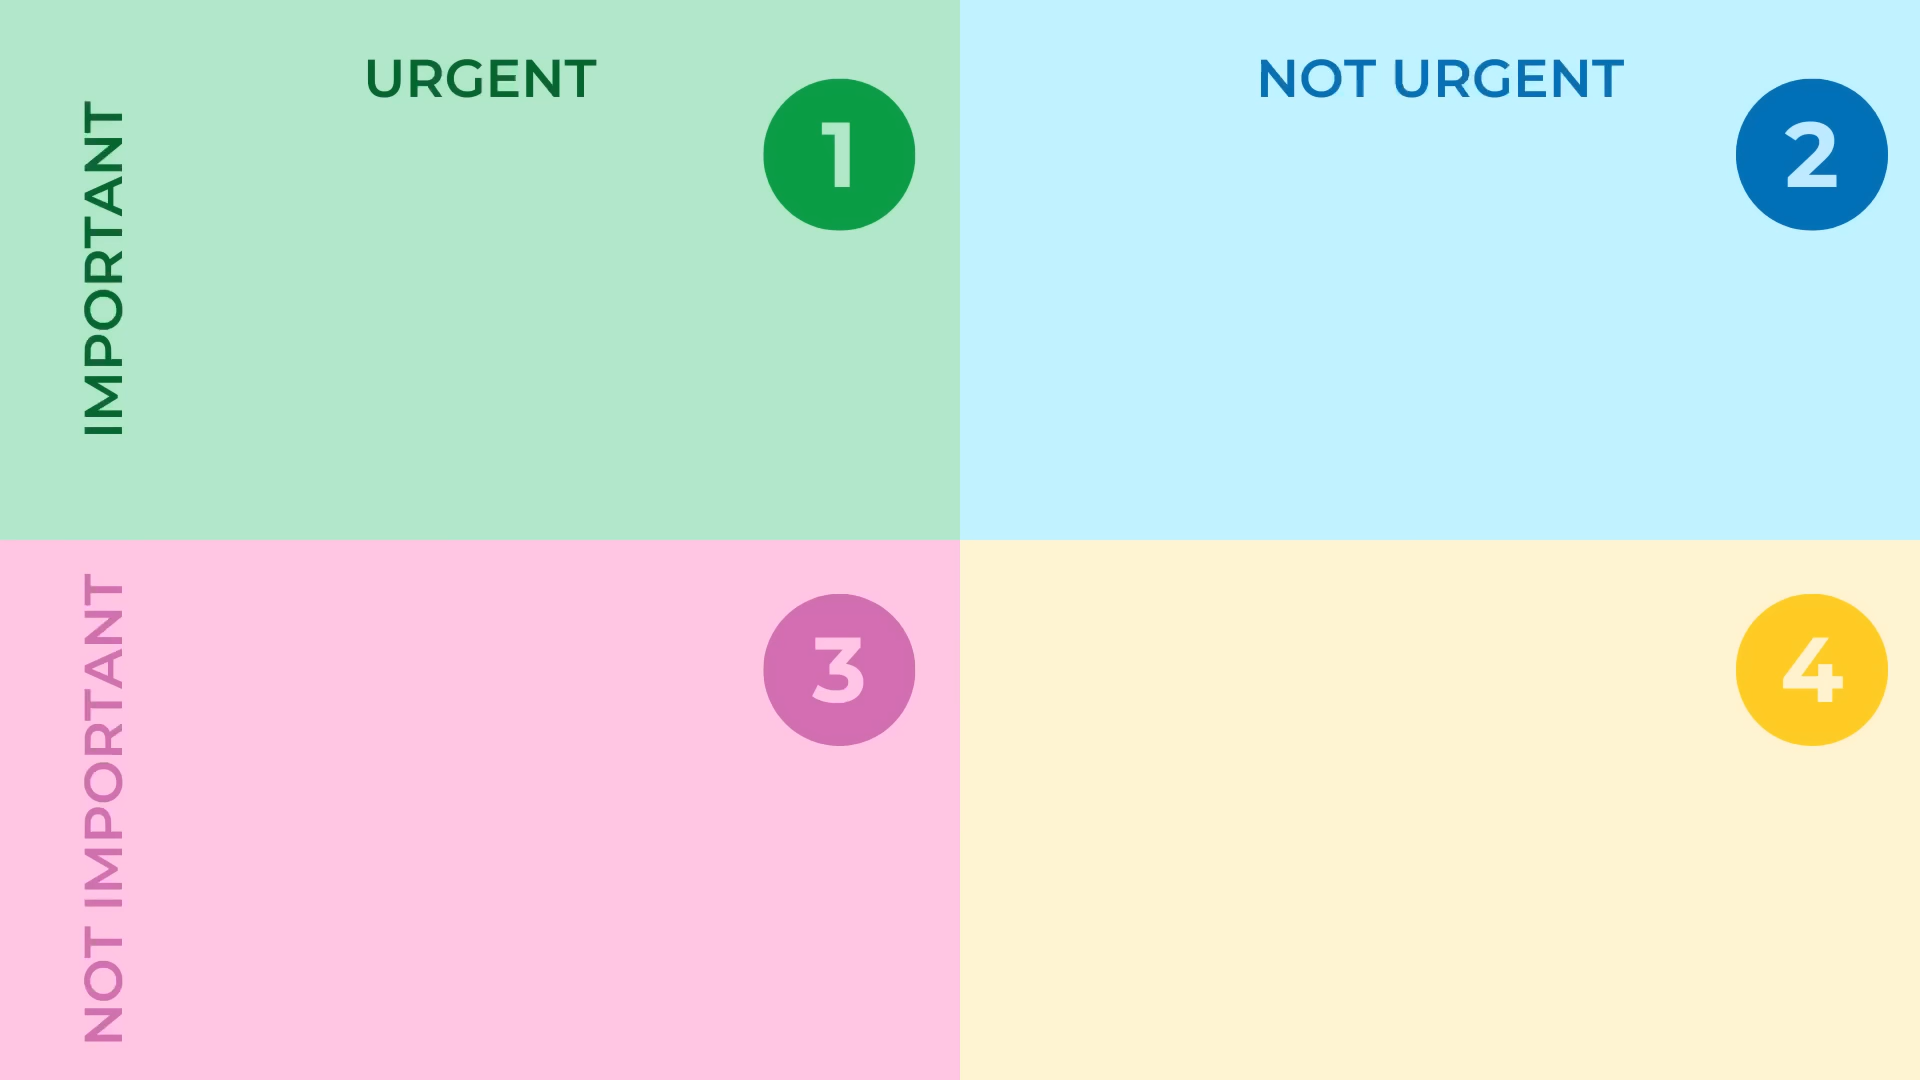 URGENT
1
IMPORTANT
NOT URGENT
2
NOT IMPORTANT
3
4